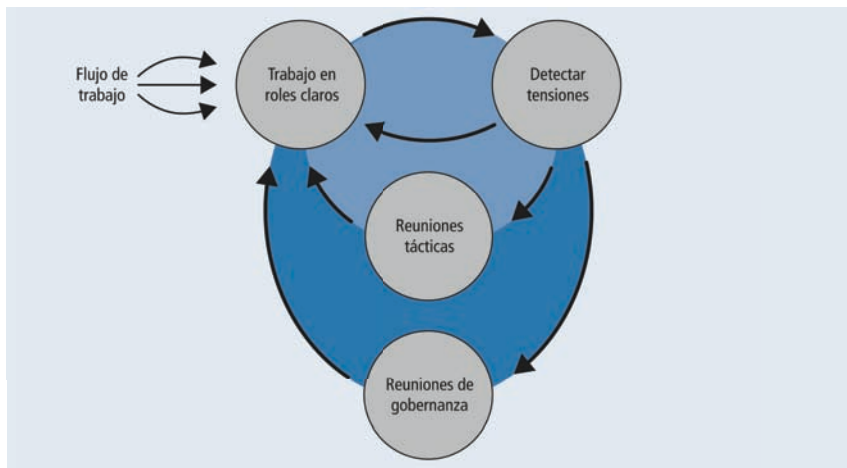 Flujo de
trabajo
Trabajo en
roles claros
Detectar
tensiones
Reuniones
tácticas
Reuniones de
gobernanza